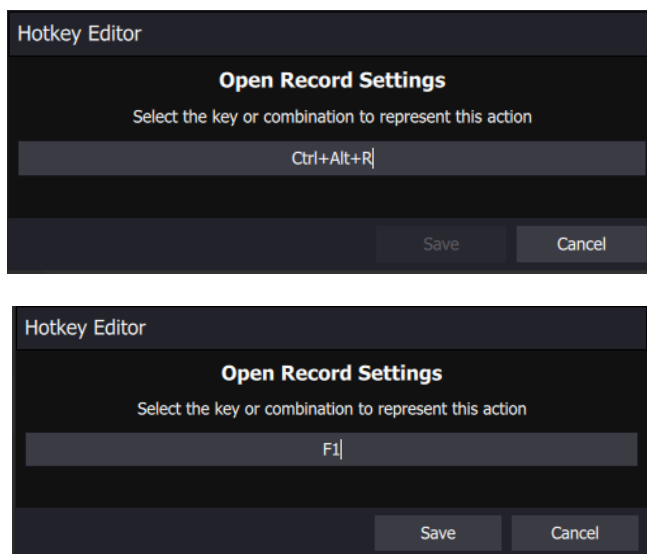 Hotkey Editor
Open Record Settings
Select the key or combination to represent this action
Ctrl+Alt+R
Save Cancel
Hotkey Editor
Open Record Settings
Select the key or combination to represent this action
F1
Save Cancel